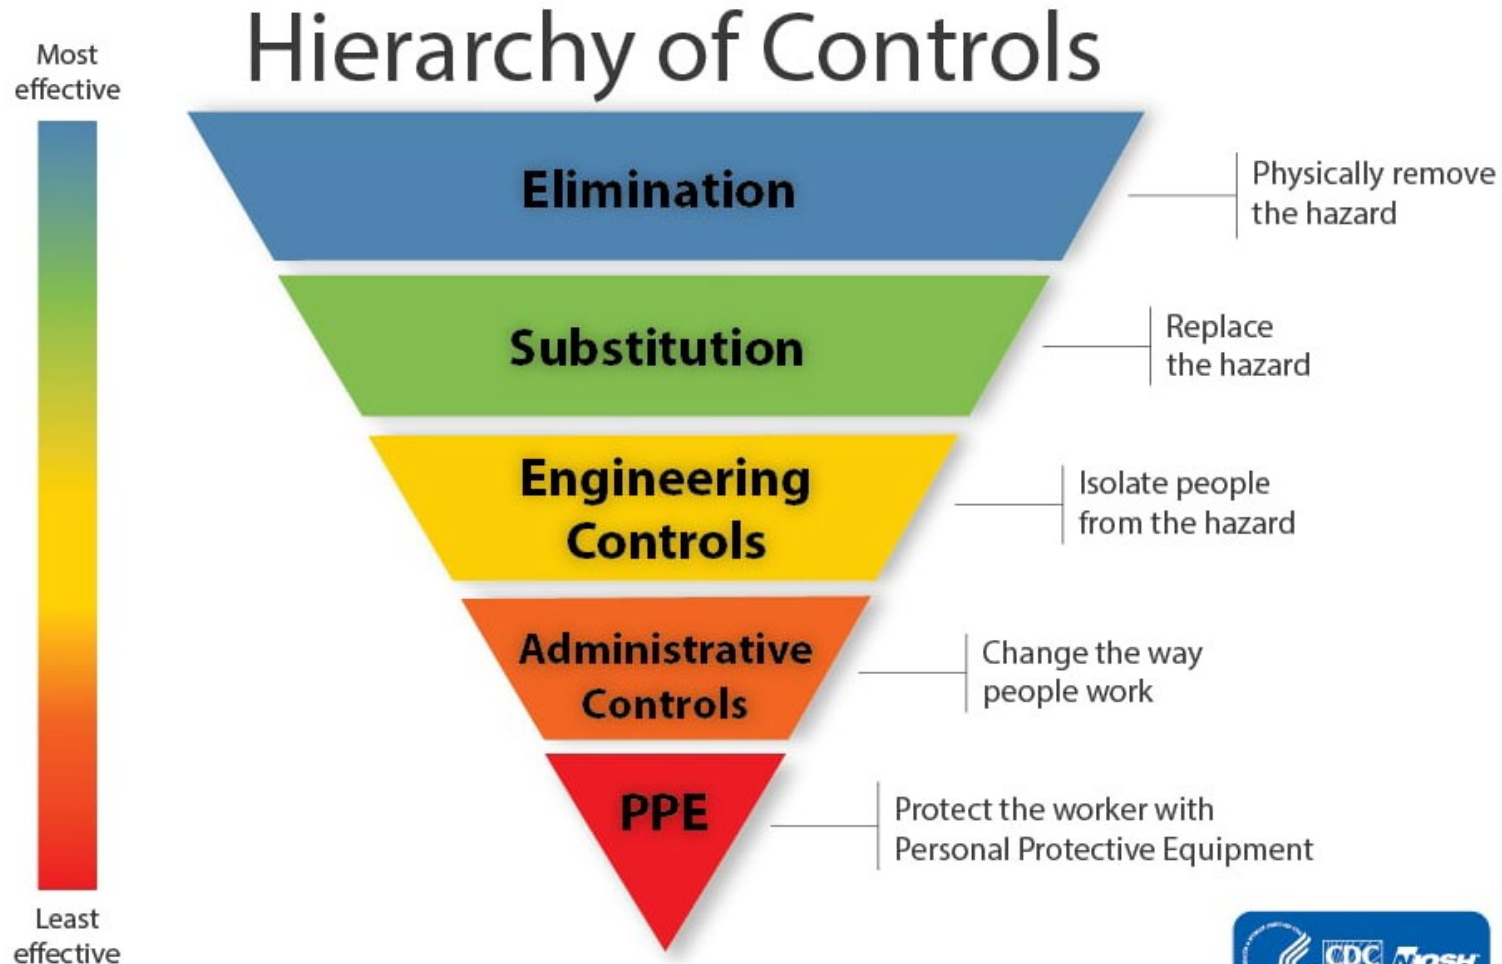 Hierarchy of Controls
Most
effective
Elimination
Physically remove
the hazard
Substitution
Replace
the hazard
Engineering
Controls
Isolate people
from the hazard
Administrative
Controls
Change the way
people work
PPE
Protect the worker with
Personal Protective Equipment
Least
effective
CDC
NIOSH